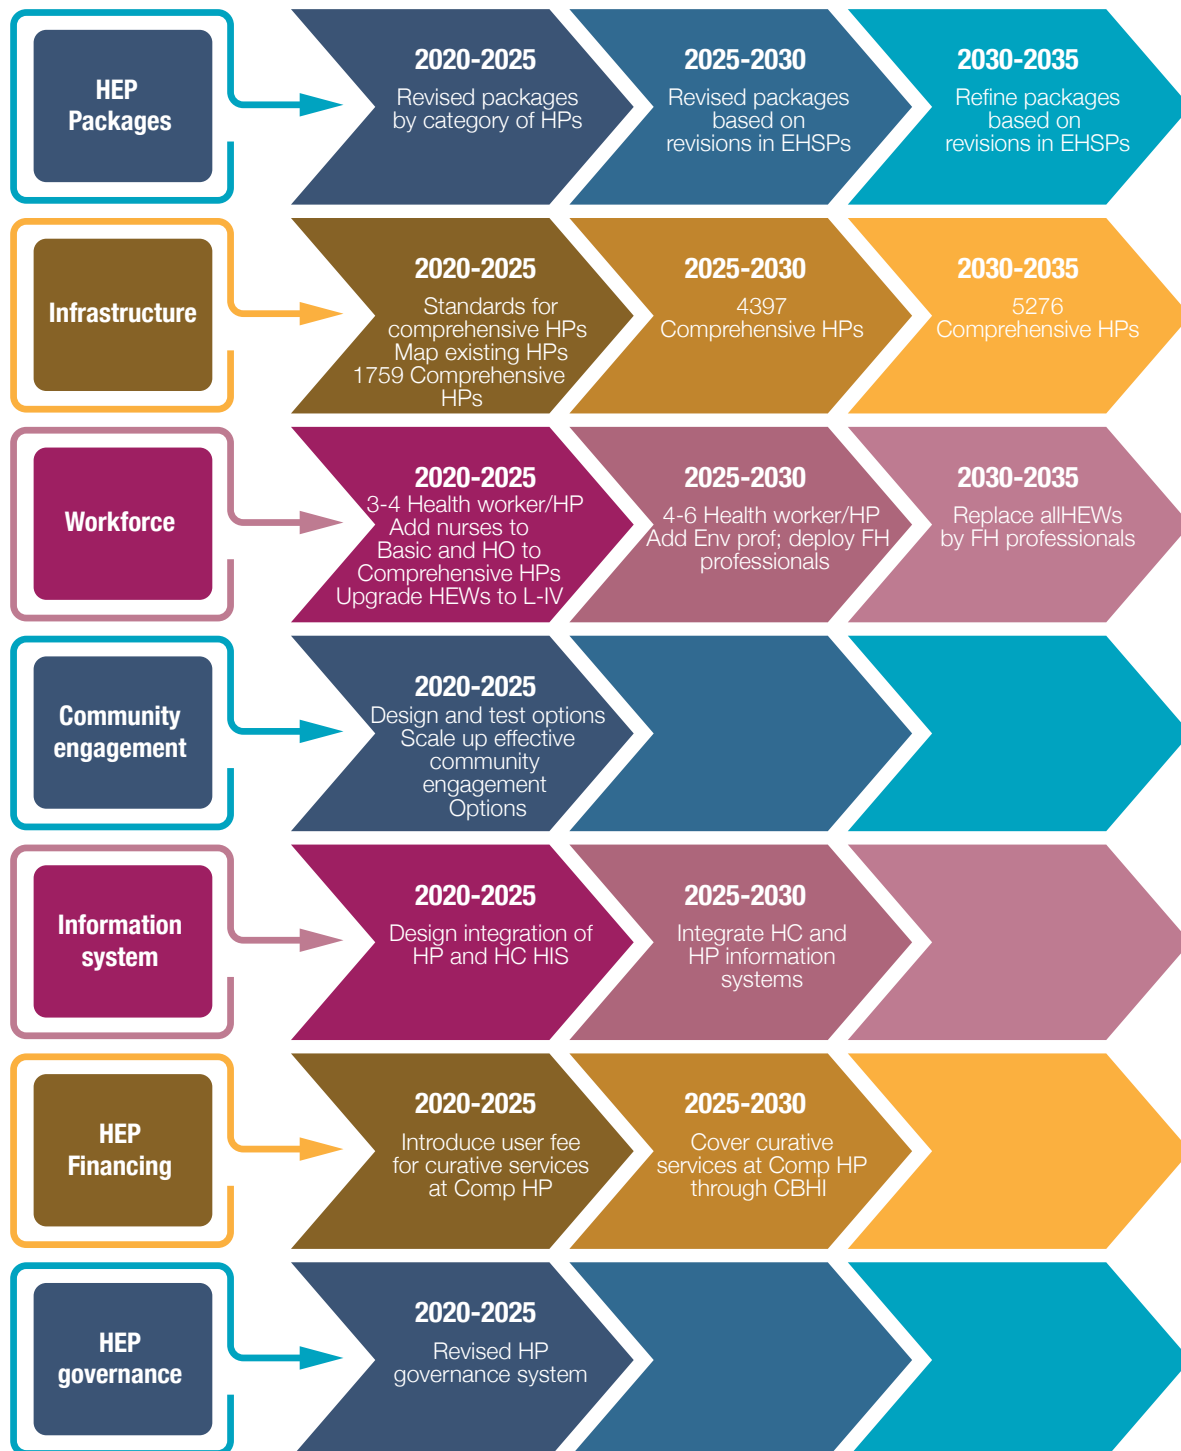 HEP
Packages
2020-2025
Revised packages
by category of HPs
2025-2030
Revised packages
based on
revisions in EHSPs
2030-2035
Refine packages
based on
revisions in EHSPs
Infrastructure
2020-2025
Standards for
comprehensive HPs
Map existing HPs
1759 Comprehensive
HPs
2025-2030
4397
Comprehensive HPs
2030-2035
5276
Comprehensive HPs
Workforce
2020-2025
3-4 Health worker/HP
Add nurses to
Basic and HO to
Comprehensive HPs
Upgrade HEWs to L-IV
2025-2030
4-6 Health worker/HP
Add Env prof; deploy FH
professionals
2030-2035
Replace allHEWs
by FH professionals
Community
engagement
2020-2025
Design and test options
Scale up effective
community
engagement
Options
Information
system
2020-2025
Design integration of
HP and HC HIS
2025-2030
Integrate HC and
HP information
systems
HEP
Financing
2020-2025
Introduce user fee
for curative services
at Comp HP
2025-2030
Cover curative
services at Comp HP
through CBHI
HEP
governance
2020-2025
Revised HP
governance system